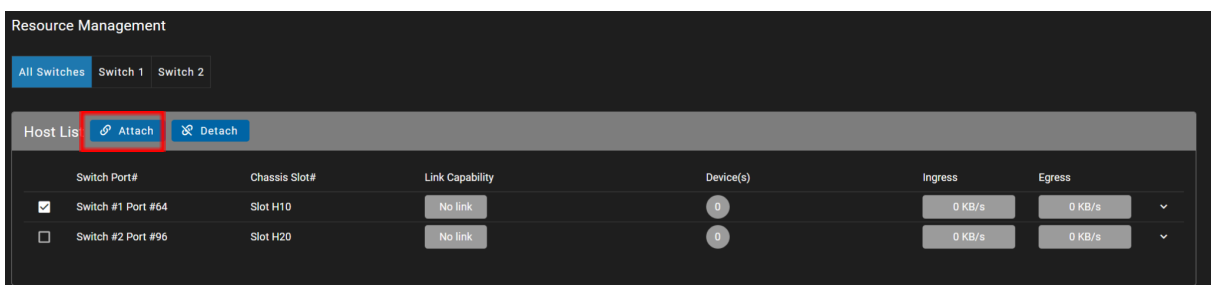 Resource Management
All Switches Switch 1 Switch 2
Host List Attach Detach
Switch Port# Chassis Slot# Link Capability Device(s) Ingress Egress
Switch #1 Port #64 Slot H10 No link 0 0 KB/s 0 KB/s
Switch #2 Port #96 Slot H20 No link 0 0 KB/s 0 KB/s